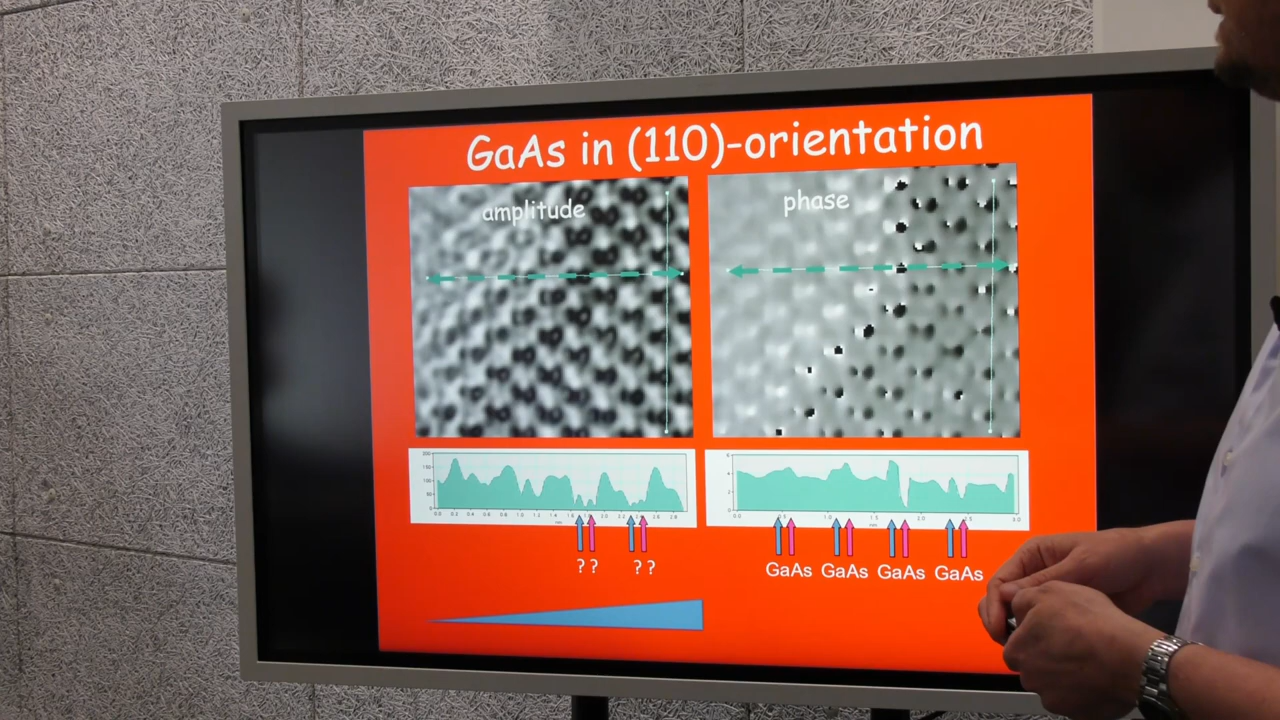 GaAs in (110)-orientation
amplitude
phase
? ? ? ?
GaAs GaAs GaAs GaAs